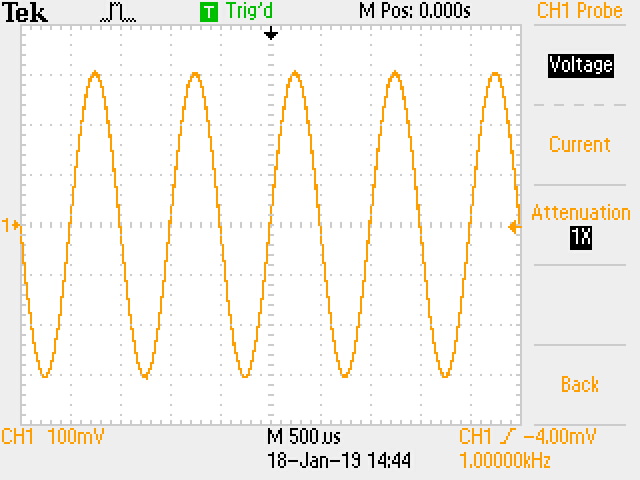 Tek T Trig'd M Pos: 0.000s CH1 Probe
Voltage
Current
Attenuation
1X
1
Back
CH1 100mV M 500µs CH1 −4.00mV
18-Jan-19 14:44 1.00000kHz